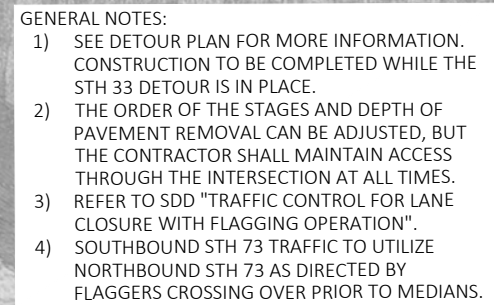 GENERAL NOTES:
1) SEE DETOUR PLAN FOR MORE INFORMATION.
CONSTRUCTION TO BE COMPLETED WHILE THE
STH 33 DETOUR IS IN PLACE.
2) THE ORDER OF THE STAGES AND DEPTH OF
PAVEMENT REMOVAL CAN BE ADJUSTED, BUT
THE CONTRACTOR SHALL MAINTAIN ACCESS
THROUGH THE INTERSECTION AT ALL TIMES.
3) REFER TO SDD "TRAFFIC CONTROL FOR LANE
CLOSURE WITH FLAGGING OPERATION".
4) SOUTHBOUND STH 73 TRAFFIC TO UTILIZE
NORTHBOUND STH 73 AS DIRECTED BY
FLAGGERS CROSSING OVER PRIOR TO MEDIANS.